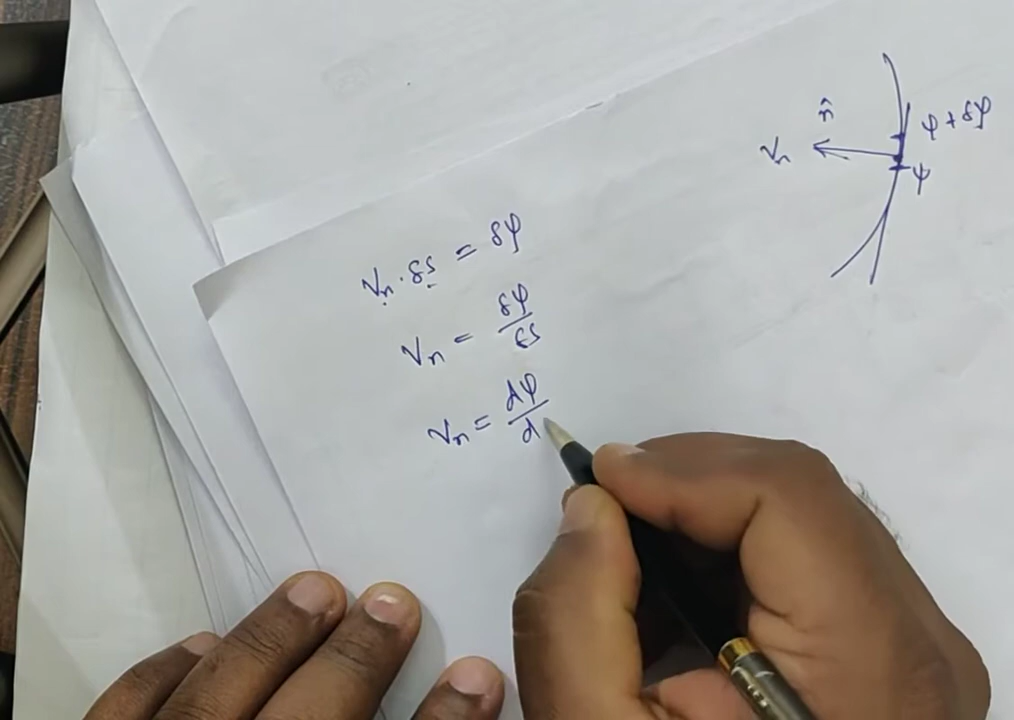 n̂
Vₙ
ψ + δψ
ψ
Vₙ · δs = δψ
Vₙ = δψ/δs
Vₙ = dψ/d